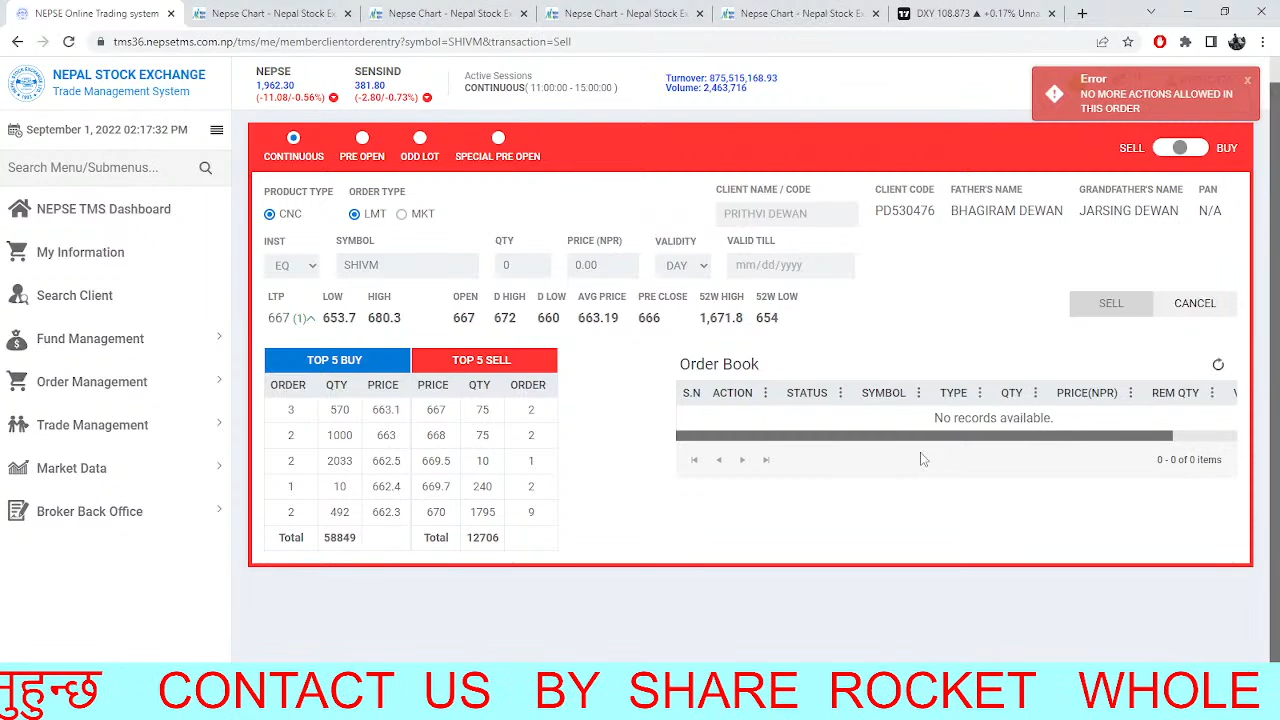 NEPSE Online Trading system
Nepse Chart - Nepal Stock Ex
Nepse Chart - Nepal Stock Ex
Nepse Chart - Nepal Stock Ex
Nepse Chart - Nepal Stock Ex
DXY 108.873 ▲ +0.17% Unna
tms36.nepsetms.com.np/tms/me/memberclientorderentry?symbol=SHIVM&transaction=Sell
NEPAL STOCK EXCHANGE
Trade Management System
NEPSE
1,962.30
(-11.08/-0.56%)
SENSIND
381.80
(-2.80/-0.73%)
Active Sessions
CONTINUOUS( 11:00:00 - 15:00:00 )
Turnover: 875,515,168.93
Volume: 2,463,716
Error
NO MORE ACTIONS ALLOWED IN
THIS ORDER
September 1, 2022 02:17:32 PM
Search Menu/Submenus...
NEPSE TMS Dashboard
My Information
Search Client
Fund Management
Order Management
Trade Management
Market Data
Broker Back Office
CONTINUOUS PRE OPEN ODD LOT SPECIAL PRE OPEN
SELL BUY
PRODUCT TYPE ORDER TYPE
CNC LMT MKT
CLIENT NAME / CODE CLIENT CODE FATHER'S NAME GRANDFATHER'S NAME PAN
PRITHVI DEWAN PD530476 BHAGIRAM DEWAN JARSING DEWAN N/A
INST SYMBOL QTY PRICE (NPR) VALIDITY VALID TILL
EQ SHIVM 0 0.00 DAY mm/dd/yyyy
LTP LOW HIGH OPEN D HIGH D LOW AVG PRICE PRE CLOSE 52W HIGH 52W LOW
667 (1) 653.7 680.3 667 672 660 663.19 666 1,671.8 654
SELL CANCEL
TOP 5 BUY TOP 5 SELL
ORDER QTY PRICE PRICE QTY ORDER
3 570 663.1 667 75 2
2 1000 663 668 75 2
2 2033 662.5 669.5 10 1
1 10 662.4 669.7 240 2
2 492 662.3 670 1795 9
Total 58849 Total 12706
Order Book
S.N ACTION STATUS SYMBOL TYPE QTY PRICE(NPR) REM QTY
No records available.
0 - 0 of 0 items
CONTACT US BY SHARE ROCKET WHOLE